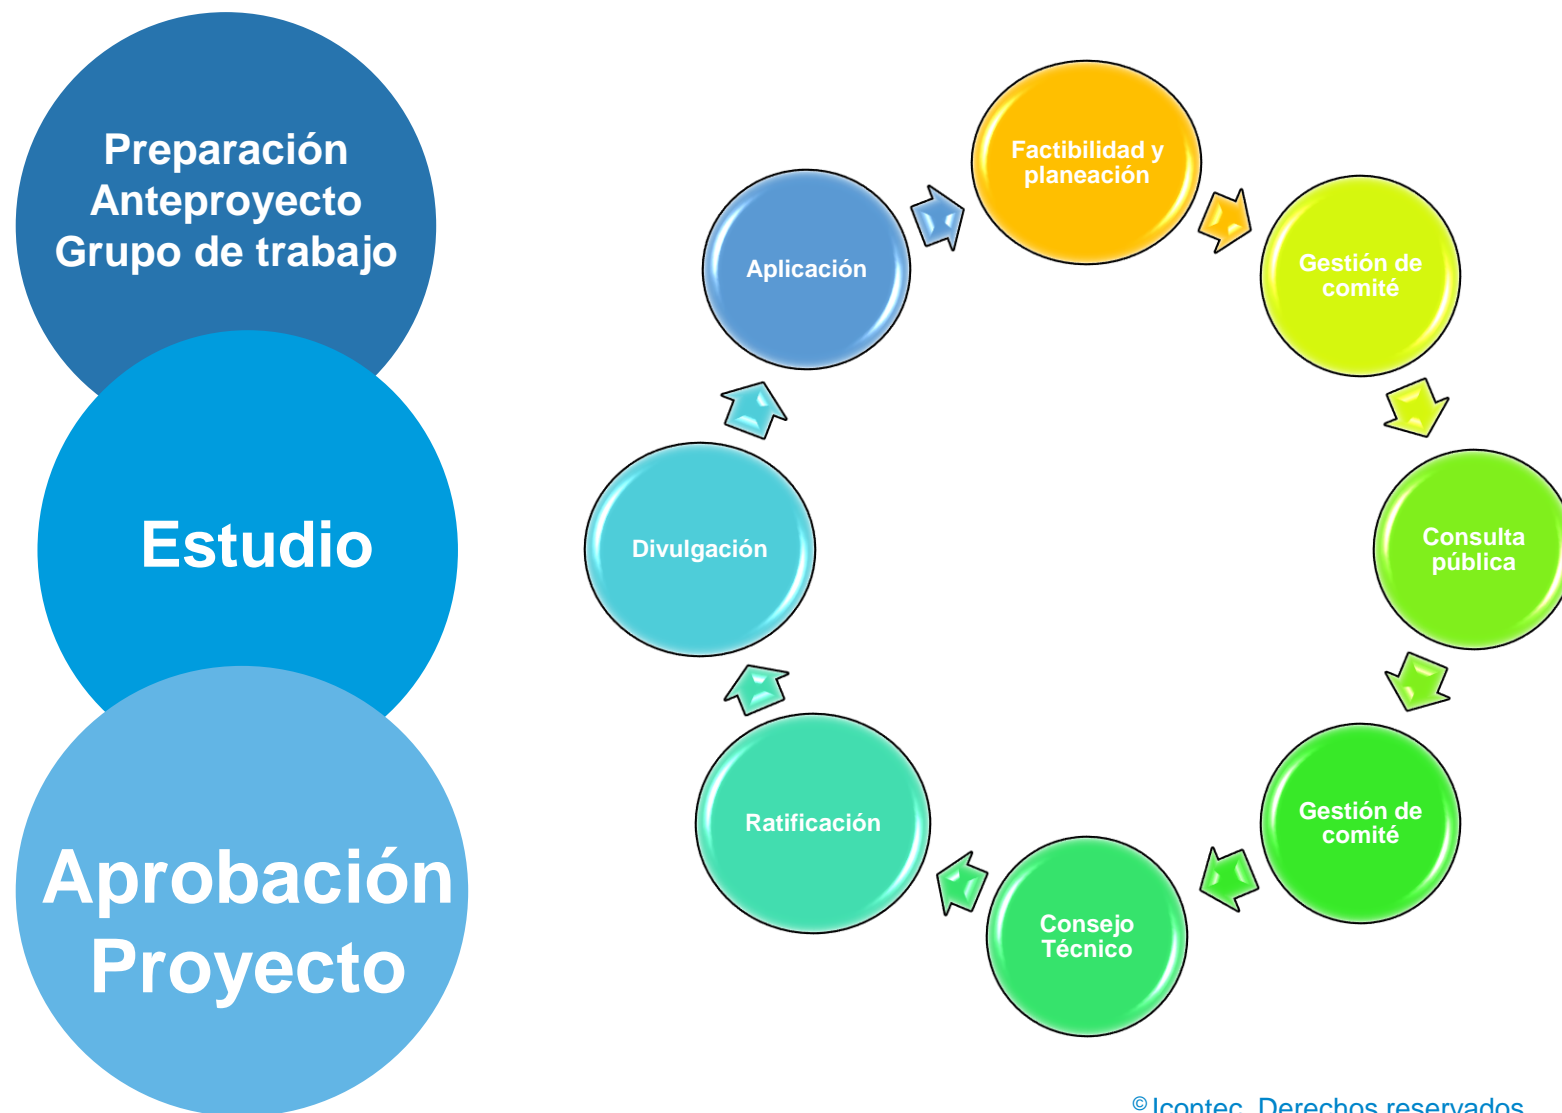 Preparación
Anteproyecto
Grupo de trabajo
Estudio
Aprobación
Proyecto
Factibilidad y
planeación
Gestión de
comité
Consulta
pública
Gestión de
comité
Consejo
Técnico
Ratificación
Divulgación
Aplicación
© Icontec. Derechos reservados